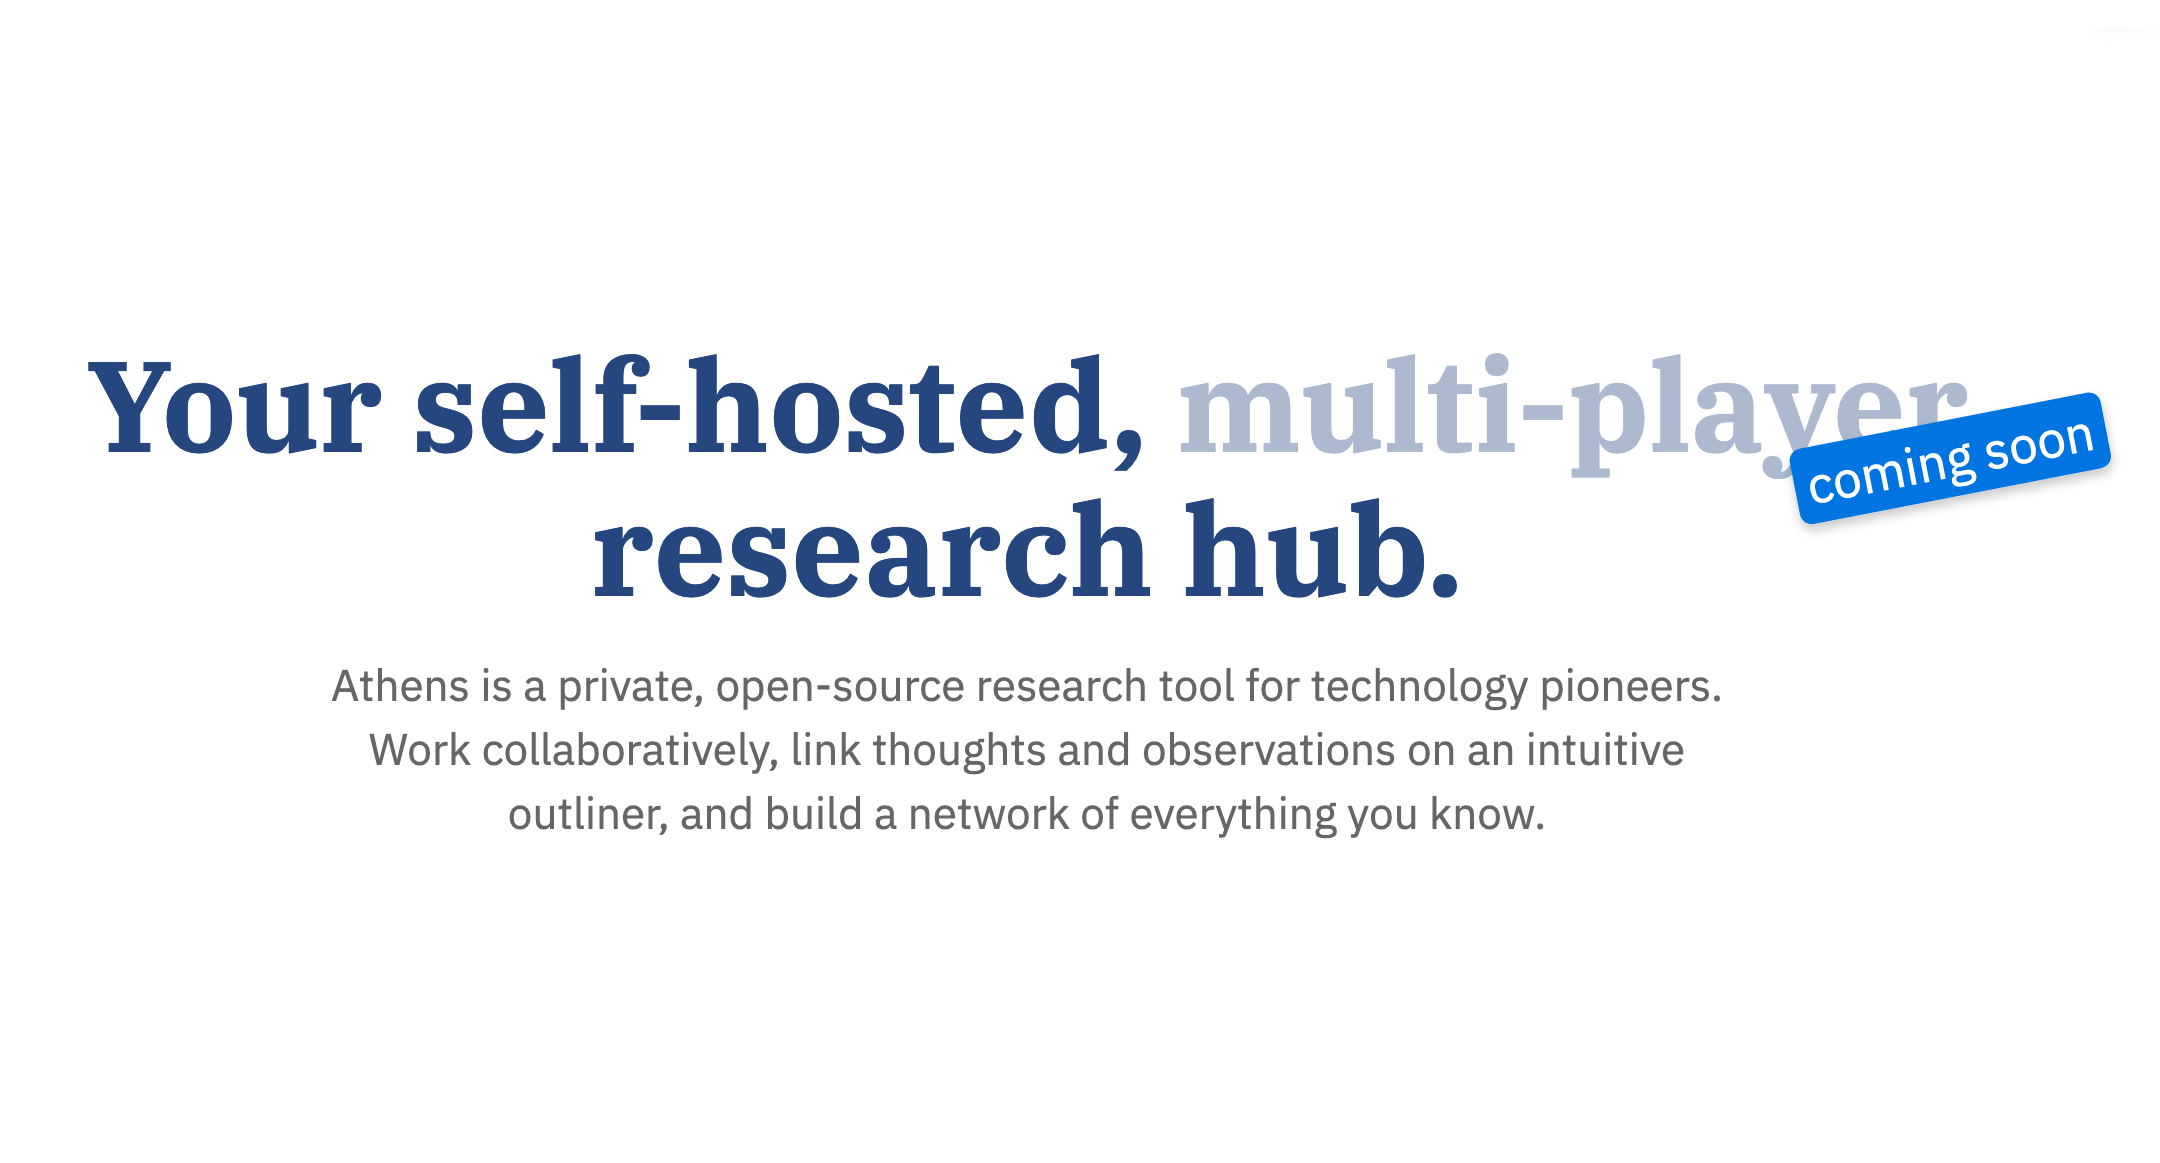 Your self-hosted, multi-player
coming soon
research hub.
Athens is a private, open-source research tool for technology pioneers.
Work collaboratively, link thoughts and observations on an intuitive
outliner, and build a network of everything you know.